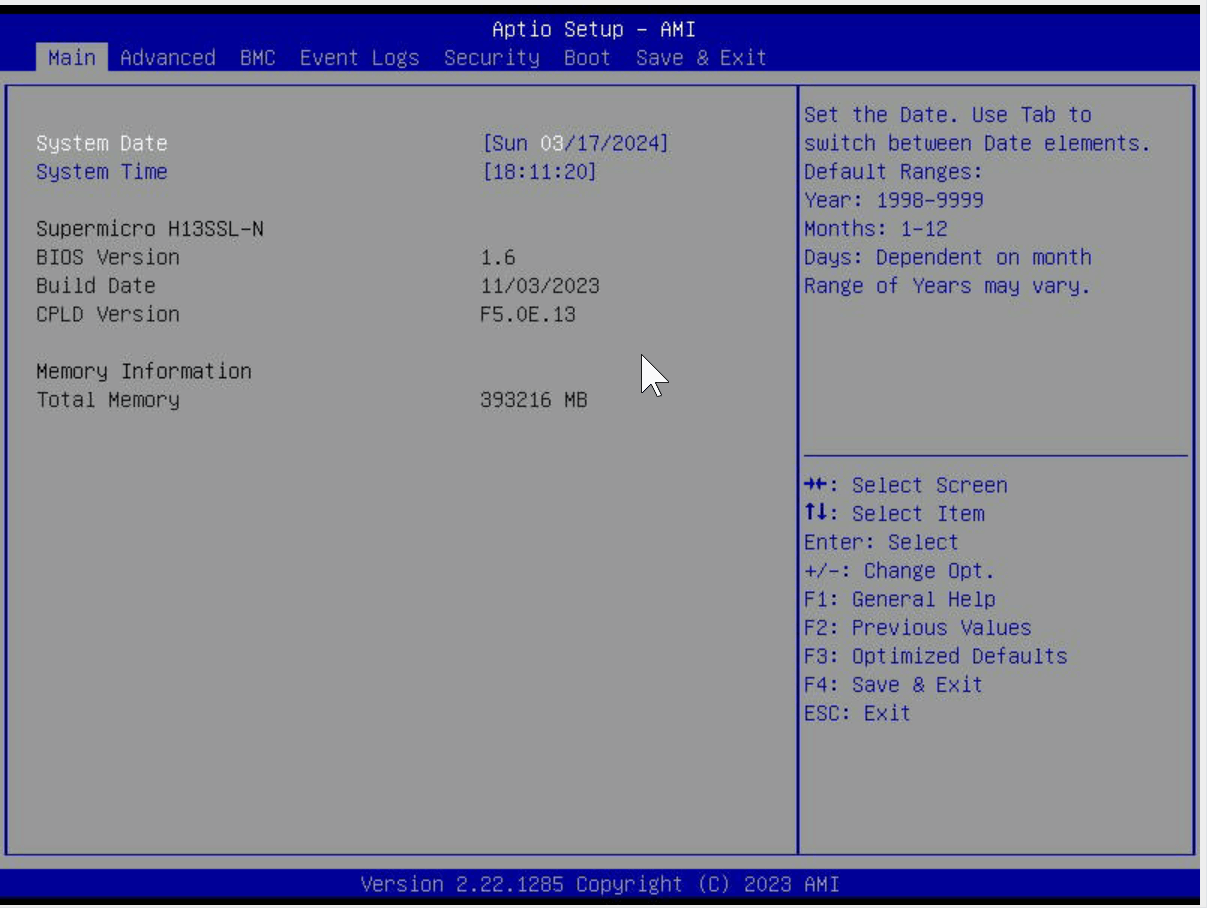 Aptio Setup - AMI
Main Advanced BMC Event Logs Security Boot Save & Exit
System Date [Sun 03/17/2024]
System Time [18:11:20]
Supermicro H13SSL-N
BIOS Version 1.6
Build Date 11/03/2023
CPLD Version F5.0E.13
Memory Information
Total Memory 393216 MB
Set the Date. Use Tab to
switch between Date elements.
Default Ranges:
Year: 1998-9999
Months: 1-12
Days: Dependent on month
Range of Years may vary.
→←: Select Screen
↑↓: Select Item
Enter: Select
+/-: Change Opt.
F1: General Help
F2: Previous Values
F3: Optimized Defaults
F4: Save & Exit
ESC: Exit
Version 2.22.1285 Copyright (C) 2023 AMI